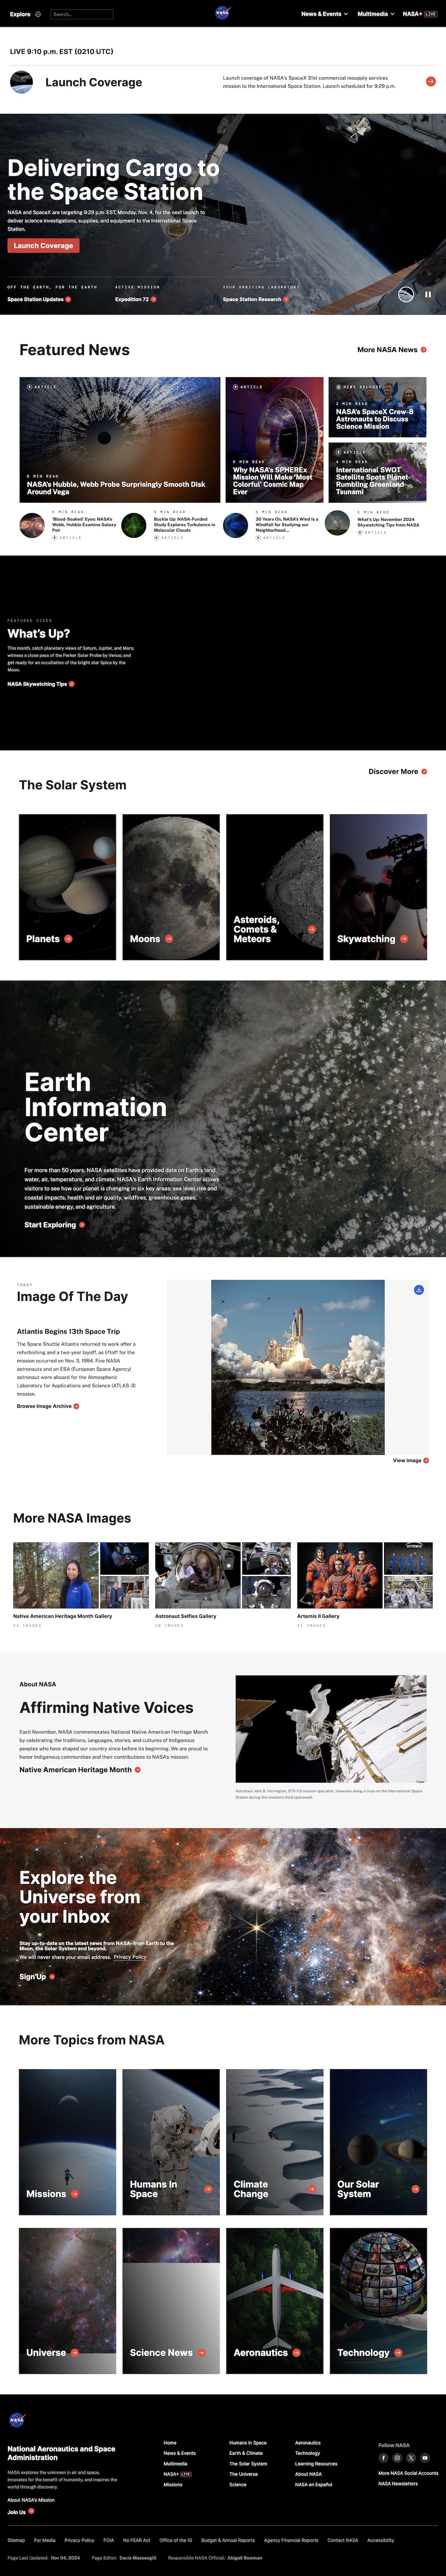 Explore
Search...
NASA
News & Events
Multimedia
NASA+ LIVE
LIVE 9:10 p.m. EST (0210 UTC)
Launch Coverage
Launch coverage of NASA's SpaceX 31st commercial resupply services
mission to the International Space Station. Launch scheduled for 9:29 p.m.
Delivering Cargo to
the Space Station
NASA and SpaceX are targeting 9:29 p.m. EST, Monday, Nov. 4, for the next launch to
deliver science investigations, supplies, and equipment to the International Space
Station.
Launch Coverage
OFF THE EARTH, FOR THE EARTH
Space Station Updates
ACTIVE MISSION
Expedition 72
YOUR ORBITING LABORATORY
Space Station Research
Featured News
More NASA News
ARTICLE
6 MIN READ
NASA's Hubble, Webb Probe Surprisingly Smooth Disk
Around Vega
ARTICLE
6 MIN READ
Why NASA's SPHEREx
Mission Will Make 'Most
Colorful' Cosmic Map
Ever
NEWS RELEASE
2 MIN READ
NASA's SpaceX Crew-8
Astronauts to Discuss
Science Mission
ARTICLE
4 MIN READ
International SWOT
Satellite Spots Planet-
Rumbling Greenland
Tsunami
5 MIN READ
'Blood-Soaked' Eyes: NASA's
Webb, Hubble Examine Galaxy
Pair
ARTICLE
3 MIN READ
Buckle Up: NASA-Funded
Study Explores Turbulence in
Molecular Clouds
ARTICLE
5 MIN READ
30 Years On, NASA's Wind Is a
Windfall for Studying our
Neighborhood...
ARTICLE
5 MIN READ
What's Up: November 2024
Skywatching Tips from NASA
ARTICLE
FEATURED VIDEO
What's Up?
This month, catch planetary views of Saturn, Jupiter, and Mars;
witness a close pass of the Parker Solar Probe by Venus; and
get ready for an occultation of the bright star Spica by the
Moon.
NASA Skywatching Tips
Discover More
The Solar System
Planets
Moons
Asteroids,
Comets &
Meteors
Skywatching
Earth
Information
Center
For more than 50 years, NASA satellites have provided data on Earth's land,
water, air, temperature, and climate. NASA's Earth Information Center allows
visitors to see how our planet is changing in six key areas: sea level rise and
coastal impacts, health and air quality, wildfires, greenhouse gases,
sustainable energy, and agriculture.
Start Exploring
TODAY
Image Of The Day
Atlantis Begins 13th Space Trip
The Space Shuttle Atlantis returned to work after a
refurbishing and a two-year layoff, as liftoff for the
mission occurred on Nov. 3, 1994. Five NASA
astronauts and an ESA (European Space Agency)
astronaut were aboard for the Atmospheric
Laboratory for Applications and Science (ATLAS-3)
mission.
Browse Image Archive
View image
More NASA Images
Native American Heritage Month Gallery
Astronaut Selfies Gallery
Artemis II Gallery
41 IMAGES
About NASA
Affirming Native Voices
Each November, NASA commemorates National Native American Heritage Month
by celebrating the traditions, languages, stories, and cultures of Indigenous
peoples who have shaped our country since before its beginning. We are proud to
honor Indigenous communities and their contributions to NASA's mission.
Native American Heritage Month
Astronaut John B. Herrington, STS-113 mission specialist, traverses along a truss on the International Space
Station during the mission's third spacewalk.
Explore the
Universe from
your Inbox
Stay up-to-date on the latest news from NASA–from Earth to the
Moon, the Solar System and beyond.
We will never share your email address. Privacy Policy
Sign Up
More Topics from NASA
Missions
Humans In
Space
Climate
Change
Our Solar
System
Universe
Science News
Aeronautics
Technology
NASA
National Aeronautics and Space
Administration
NASA explores the unknown in air and space,
innovates for the benefit of humanity, and inspires the
world through discovery.
About NASA's Mission
Join Us
Home
News & Events
Multimedia
NASA+ LIVE
Missions
Humans in Space
Earth & Climate
The Solar System
The Universe
Science
Aeronautics
Technology
Learning Resources
About NASA
NASA en Español
Follow NASA
More NASA Social Accounts
NASA Newsletters
Sitemap
For Media
Privacy Policy
FOIA
No FEAR Act
Office of the IG
Budget & Annual Reports
Agency Financial Reports
Contact NASA
Accessibility
Page Last Updated: Nov 04, 2024
Page Editor: Dacia Massengill
Responsible NASA Official: Abigail Bowman